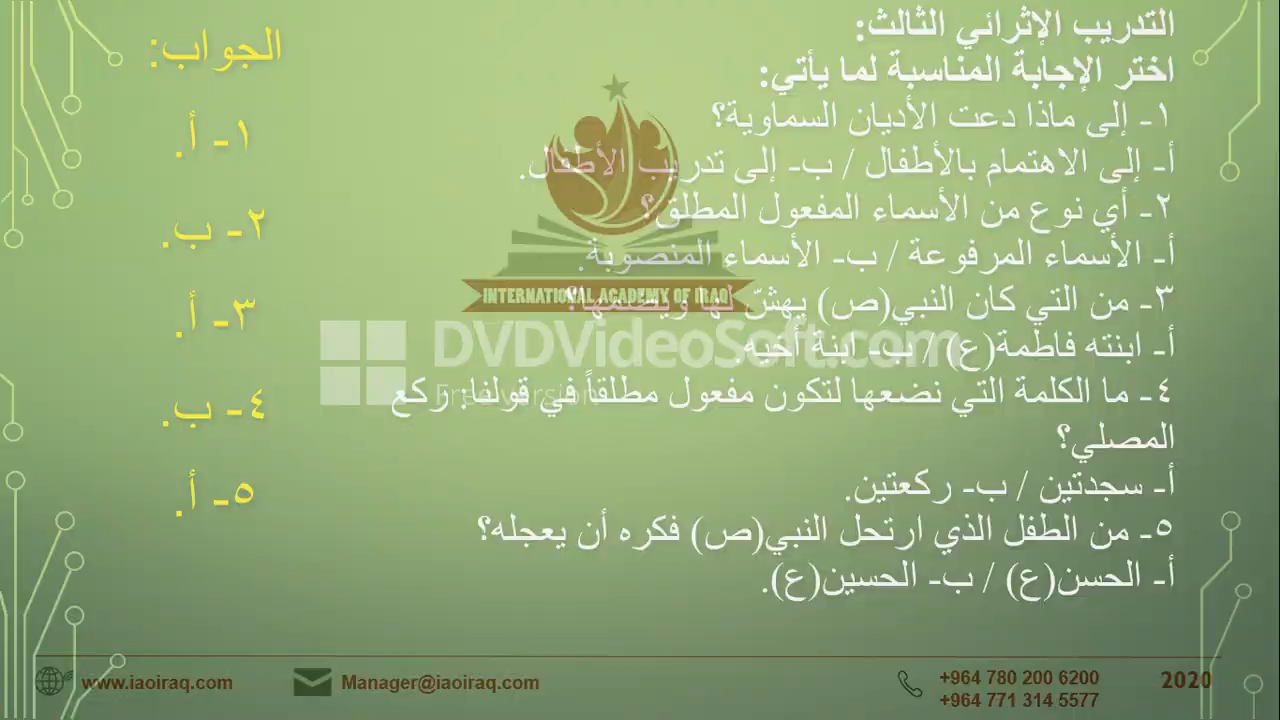 التدريب الإثرائي الثالث:
اختر الإجابة المناسبة لما يأتي:
١- إلى ماذا دعت الأديان السماوية؟
أ- إلى الاهتمام بالأطفال / ب- إلى تدريب الأطفال.
٢- أي نوع من الأسماء المفعول المطلق؟
أ- الأسماء المرفوعة / ب- الأسماء المنصوبة.
٣- من التي كان النبي(ص) يهشّ لها ويضمها؟
أ- ابنته فاطمة(ع) / ب- ابنة أخيه.
٤- ما الكلمة التي نضعها لتكون مفعول مطلقاً في قولنا: ركع
المصلي؟
أ- سجدتين / ب- ركعتين.
٥- من الطفل الذي ارتحل النبي(ص) فكره أن يعجله؟
أ- الحسن(ع) / ب- الحسين(ع).
الجواب:
١- أ.
٢- ب.
٣- أ.
٤- ب.
٥- أ.
INTERNATIONAL ACADEMY OF IRAQ
DVDVideoSoft.com
Free version
www.iaoiraq.com
Manager@iaoiraq.com
+964 780 200 6200
+964 771 314 5577
2020